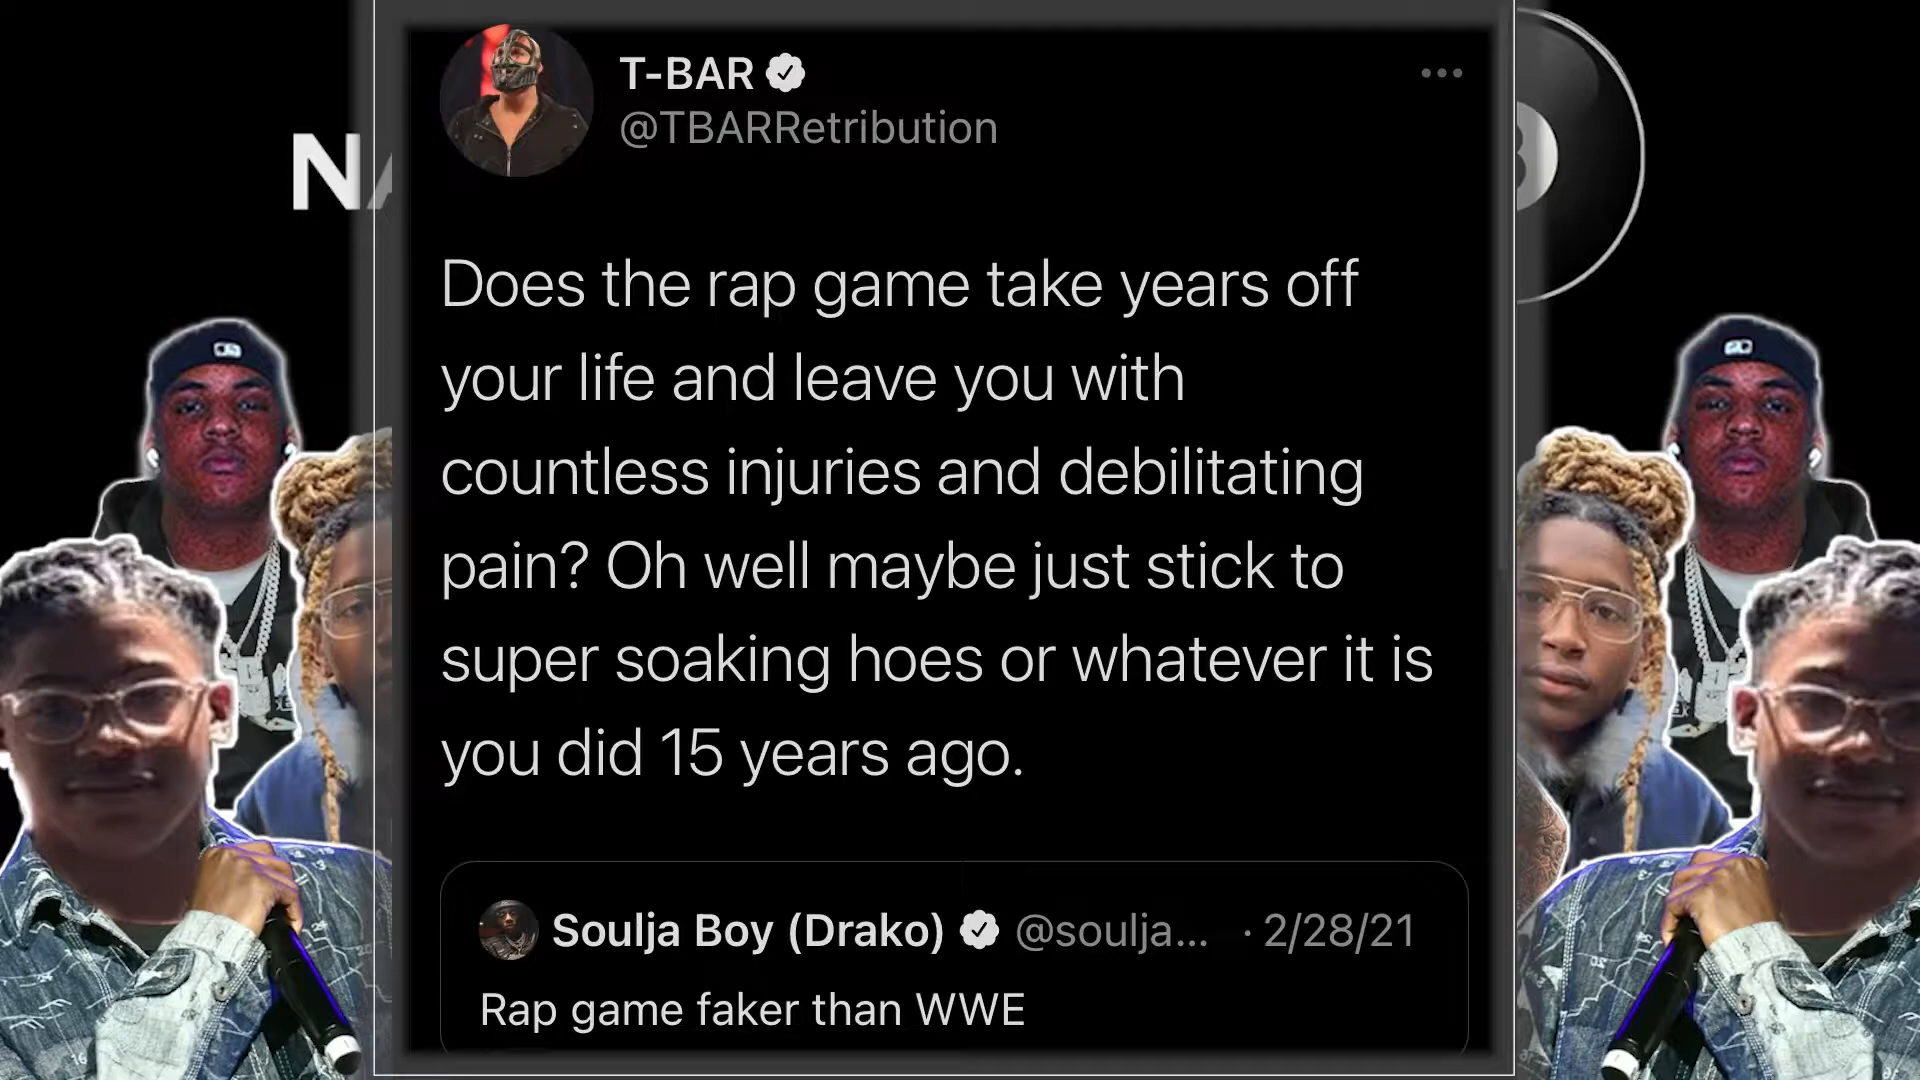 NA
T-BAR
@TBARRetribution
Does the rap game take years off
your life and leave you with
countless injuries and debilitating
pain? Oh well maybe just stick to
super soaking hoes or whatever it is
you did 15 years ago.
Soulja Boy (Drako) @soulja... · 2/28/21
Rap game faker than WWE